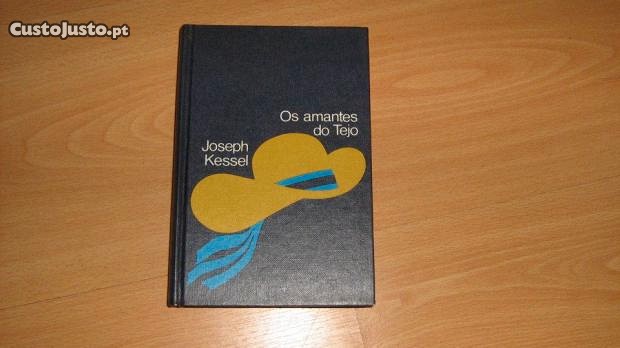 CustoJusto.pt
Os amantes
do Tejo
Joseph
Kessel